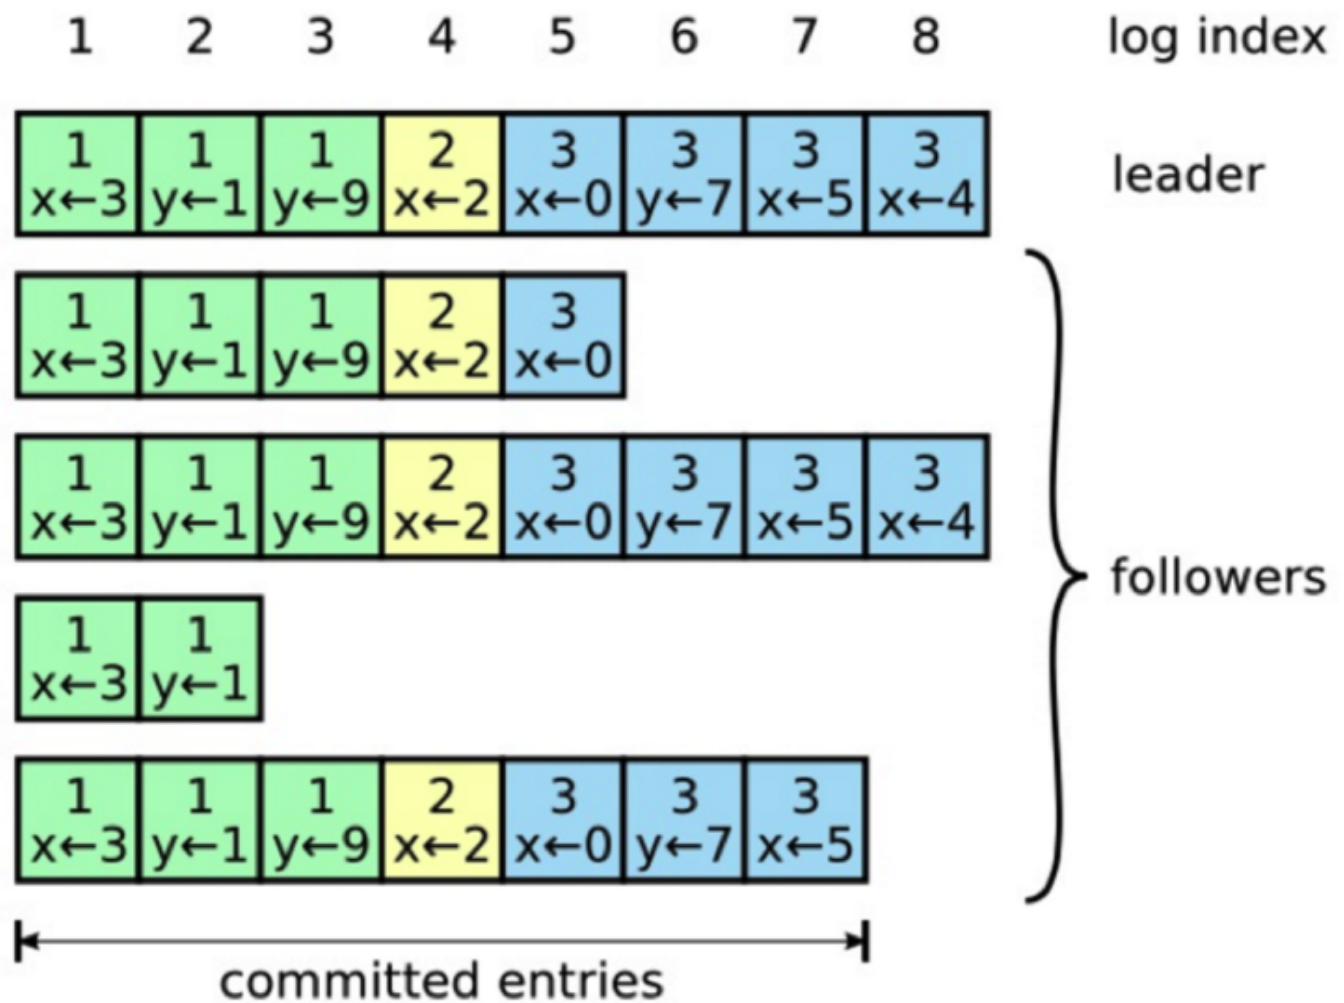 1 2 3 4 5 6 7 8 log index
1 1 1 2 3 3 3 3
x←3 y←1 y←9 x←2 x←0 y←7 x←5 x←4
leader
1 1 1 2 3
x←3 y←1 y←9 x←2 x←0
1 1 1 2 3 3 3 3
x←3 y←1 y←9 x←2 x←0 y←7 x←5 x←4
followers
1 1
x←3 y←1
1 1 1 2 3 3 3
x←3 y←1 y←9 x←2 x←0 y←7 x←5
committed entries